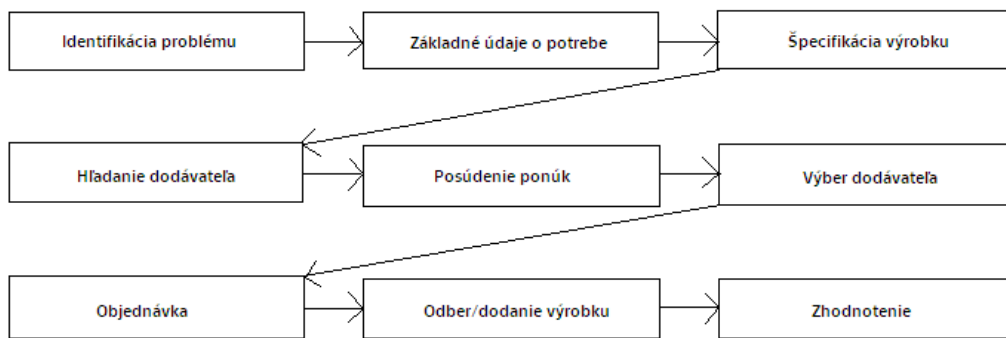 Identifikácia problému
Základné údaje o potrebe
Špecifikácia výrobku
Hľadanie dodávateľa
Posúdenie ponúk
Výber dodávateľa
Objednávka
Odber/dodanie výrobku
Zhodnotenie